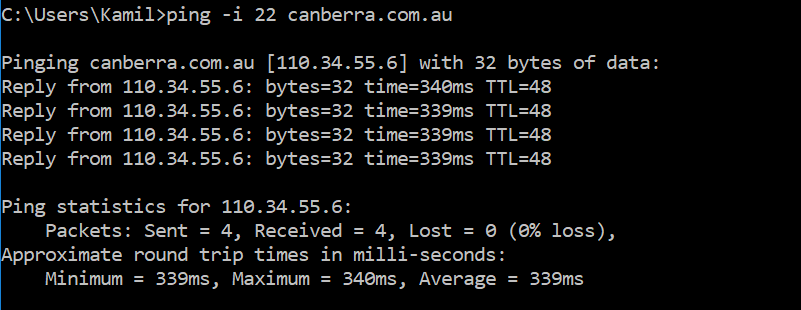 C:\Users\Kamil>ping -i 22 canberra.com.au
Pinging canberra.com.au [110.34.55.6] with 32 bytes of data:
Reply from 110.34.55.6: bytes=32 time=340ms TTL=48
Reply from 110.34.55.6: bytes=32 time=339ms TTL=48
Reply from 110.34.55.6: bytes=32 time=339ms TTL=48
Reply from 110.34.55.6: bytes=32 time=339ms TTL=48
Ping statistics for 110.34.55.6:
    Packets: Sent = 4, Received = 4, Lost = 0 (0% loss),
Approximate round trip times in milli-seconds:
    Minimum = 339ms, Maximum = 340ms, Average = 339ms